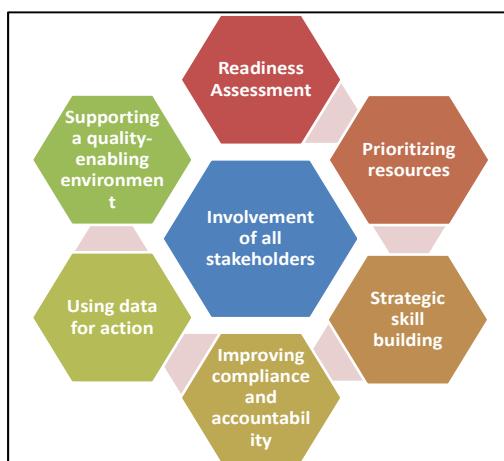 Readiness
Assessment
Prioritizing
resources
Strategic
skill
building
Improving
compliance
and
accountabil
ity
Using data
for action
Supporting
a quality-
enabling
environmen
t
Involvement
of all
stakeholders